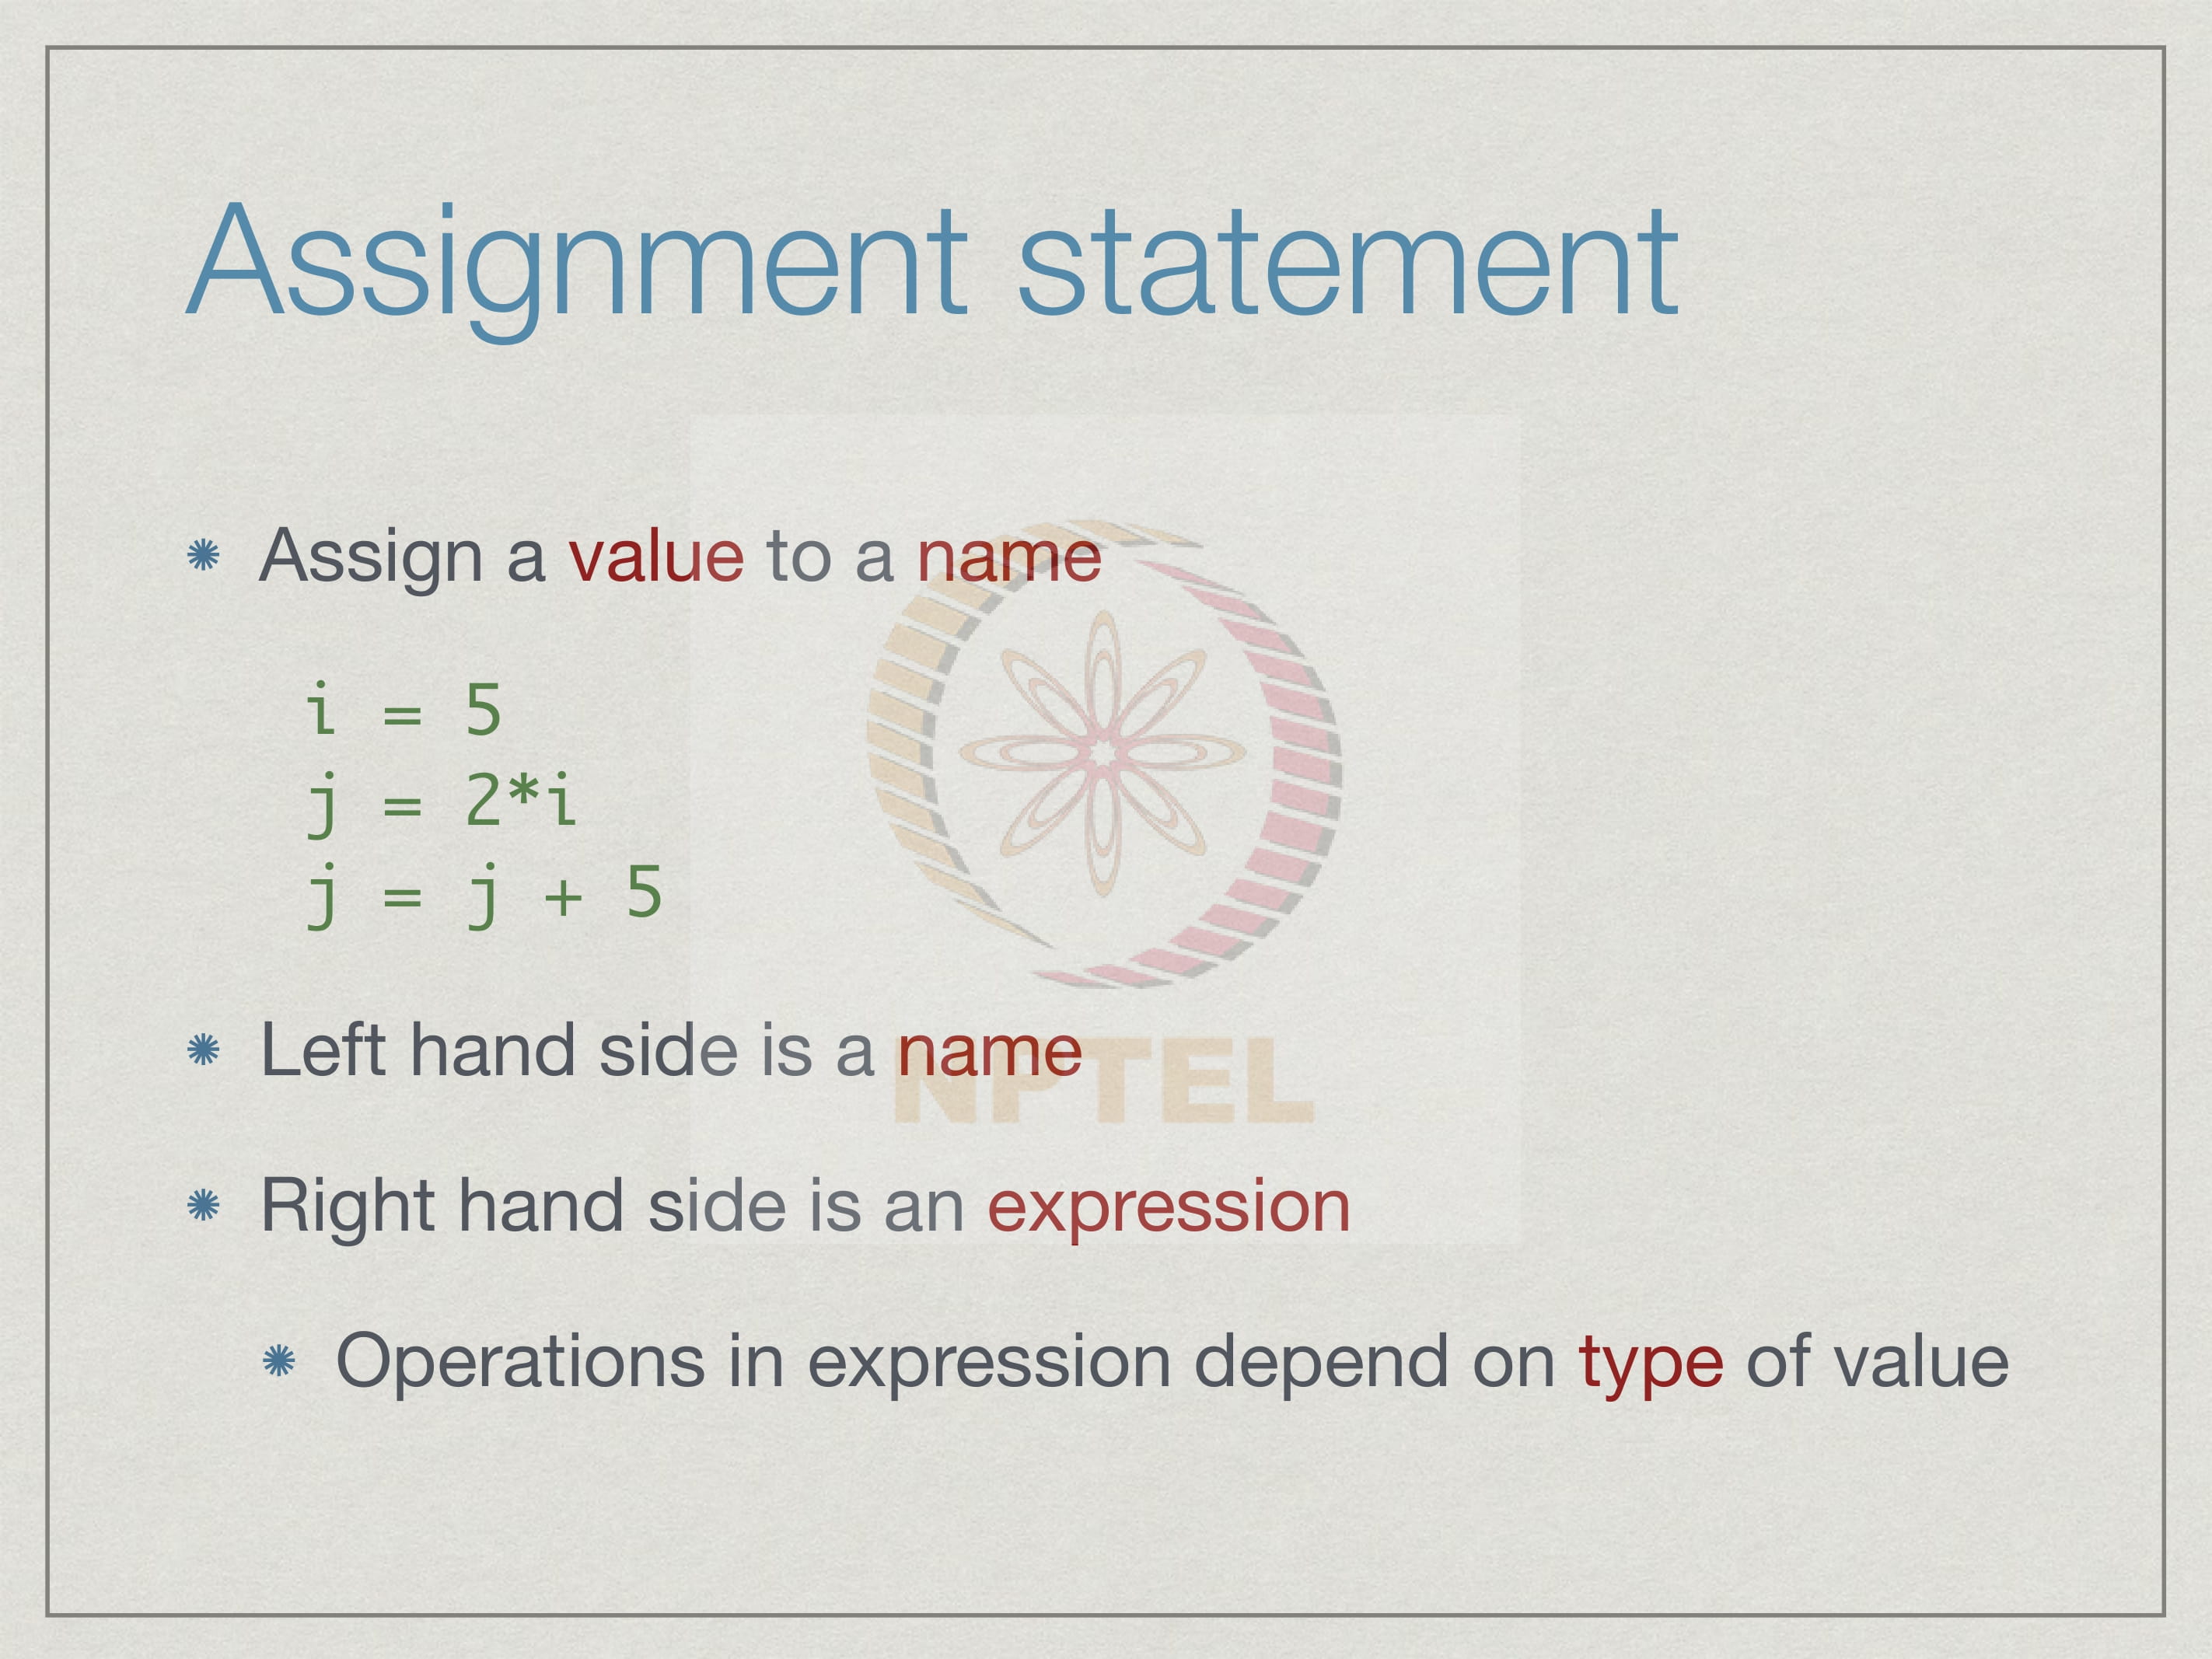 Assignment statement
Assign a value to a name
i = 5
j = 2*i
j = j + 5
Left hand side is a name
NPTEL
Right hand side is an expression
Operations in expression depend on type of value